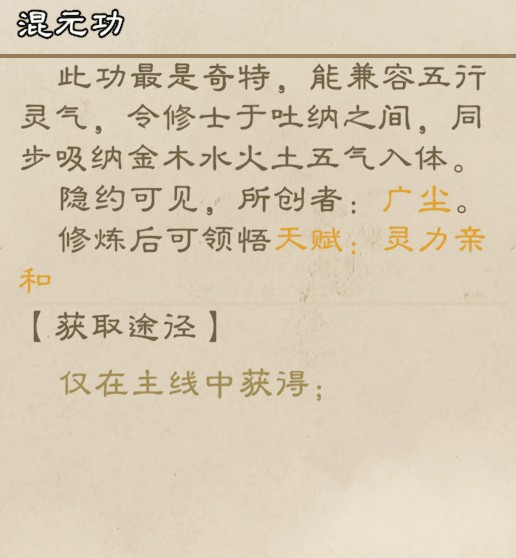 混元功
此功最是奇特，能兼容五行
灵气，令修士于吐纳之间，同
步吸纳金木水火土五气入体。
隐约可见，所创者：广尘。
修炼后可领悟天赋：灵力亲
和
【获取途径】
仅在主线中获得；